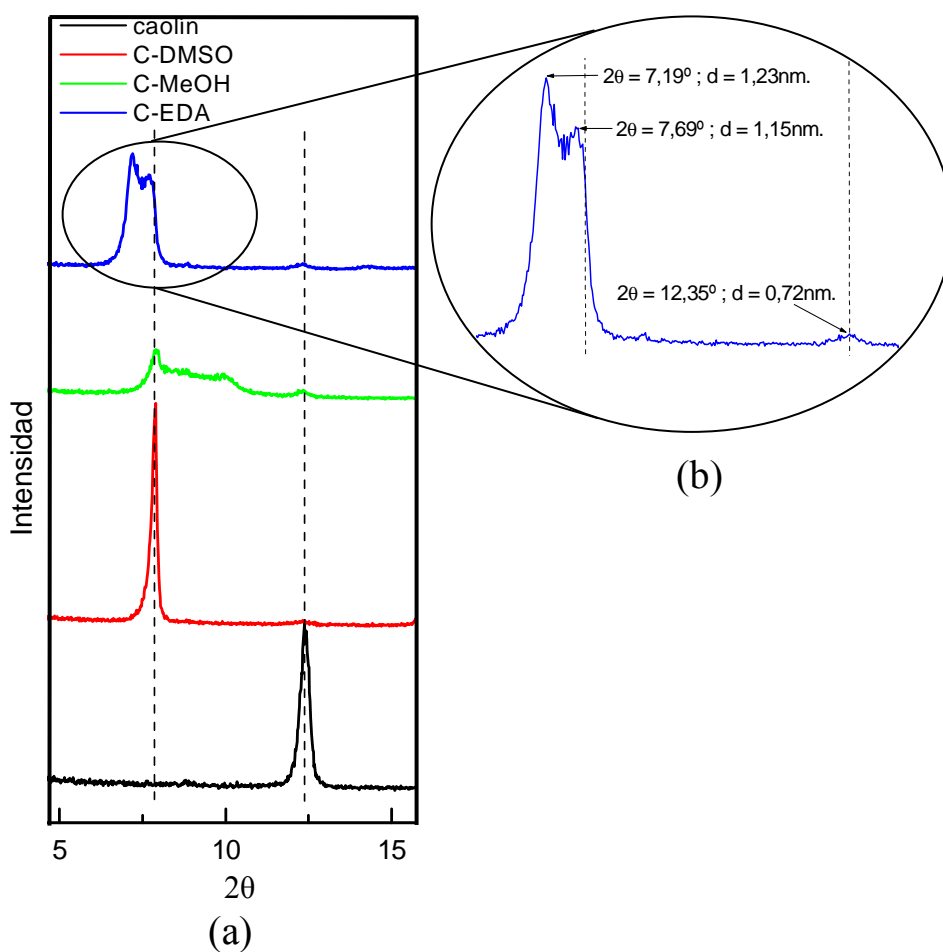 caolin
C-DMSO
C-MeOH
C-EDA
Intensidad
5 10 15
2θ
(a)
2θ = 7,19º ; d = 1,23nm.
2θ = 7,69º ; d = 1,15nm.
2θ = 12,35º ; d = 0,72nm.
(b)